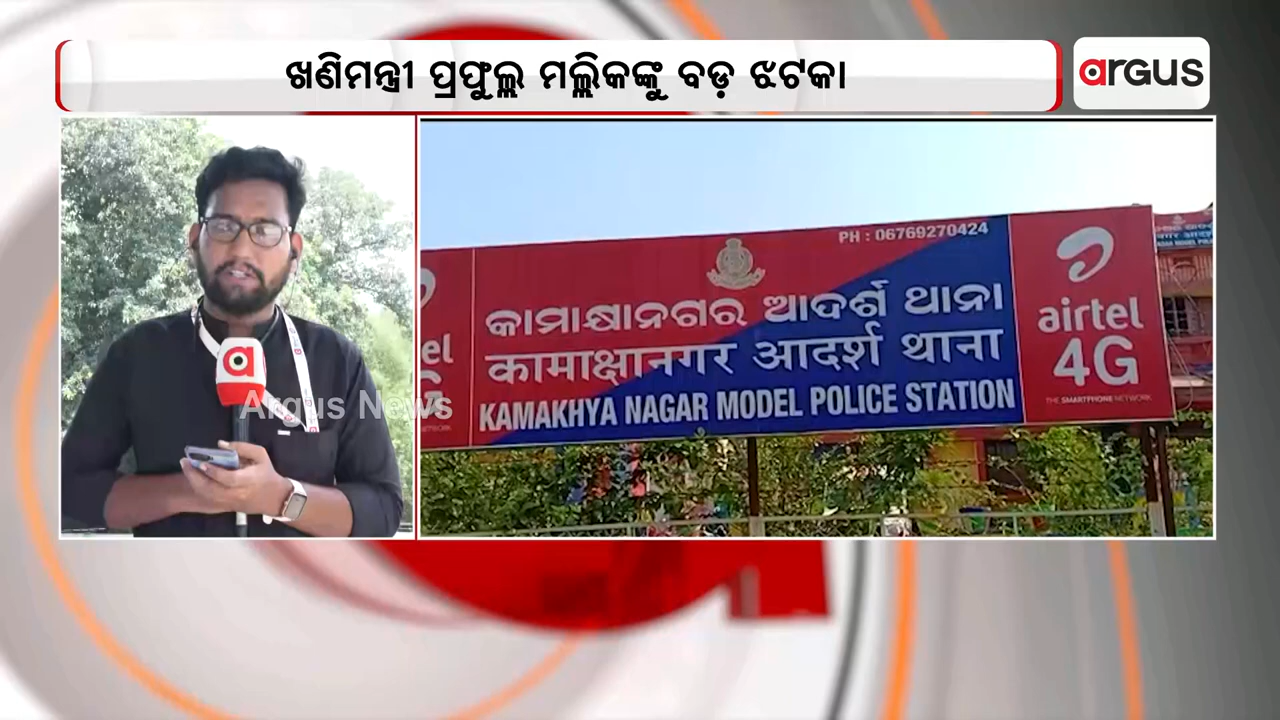 ଖଣିମନ୍ତ୍ରୀ ପ୍ରଫୁଲ୍ଲ ମଲ୍ଲିକଙ୍କୁ ବଡ଼ ଝଟକା
argus
PH : 06769270424
କାମାକ୍ଷାନଗର ଆଦର୍ଶ ଥାନା
कामाक्षानगर आदर्श थाना
KAMAKHYA NAGAR MODEL POLICE STATION
airtel
4G
THE SMARTPHONE NETWORK
el
Argus News